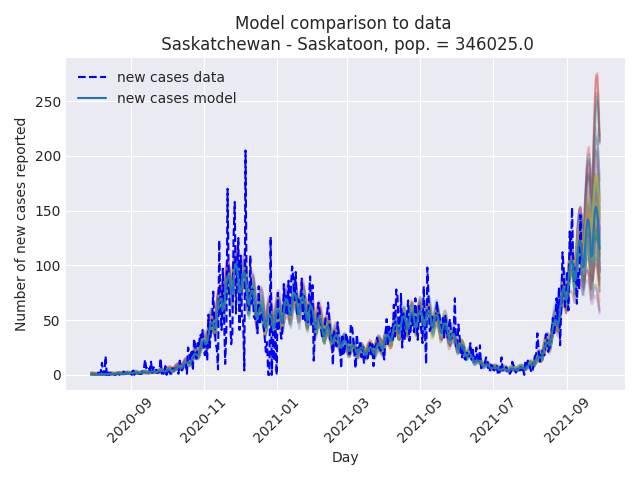 Model comparison to data
Saskatchewan - Saskatoon, pop. = 346025.0
new cases data
new cases model
Number of new cases reported
250
200
150
100
50
0
2020-09
2020-11
2021-01
2021-03
2021-05
2021-07
2021-09
Day